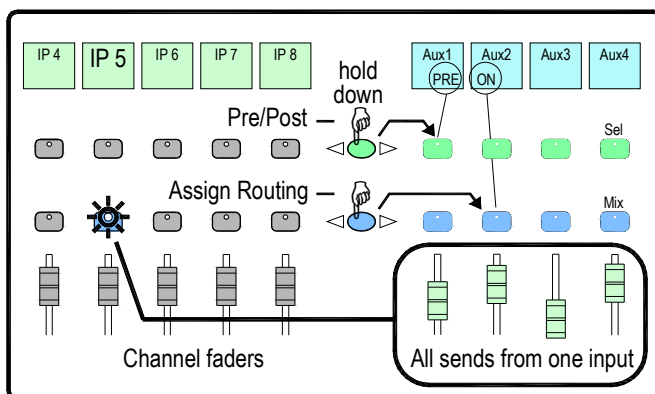 IP 4 IP 5 IP 6 IP 7 IP 8 Aux1 Aux2 Aux3 Aux4
PRE ON
hold
down
Pre/Post
Sel
Assign Routing
Mix
Channel faders
All sends from one input